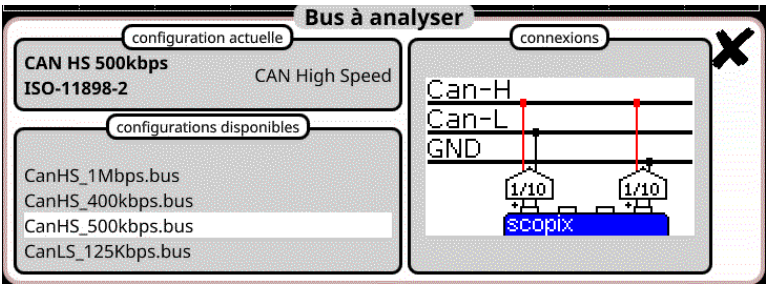 Bus à analyser
configuration actuelle
CAN HS 500kbps
ISO-11898-2
CAN High Speed
configurations disponibles
CanHS_1Mbps.bus
CanHS_400kbps.bus
CanHS_500kbps.bus
CanLS_125Kbps.bus
connexions
Can-H
Can-L
GND
1/10 1/10
+ +
scopix